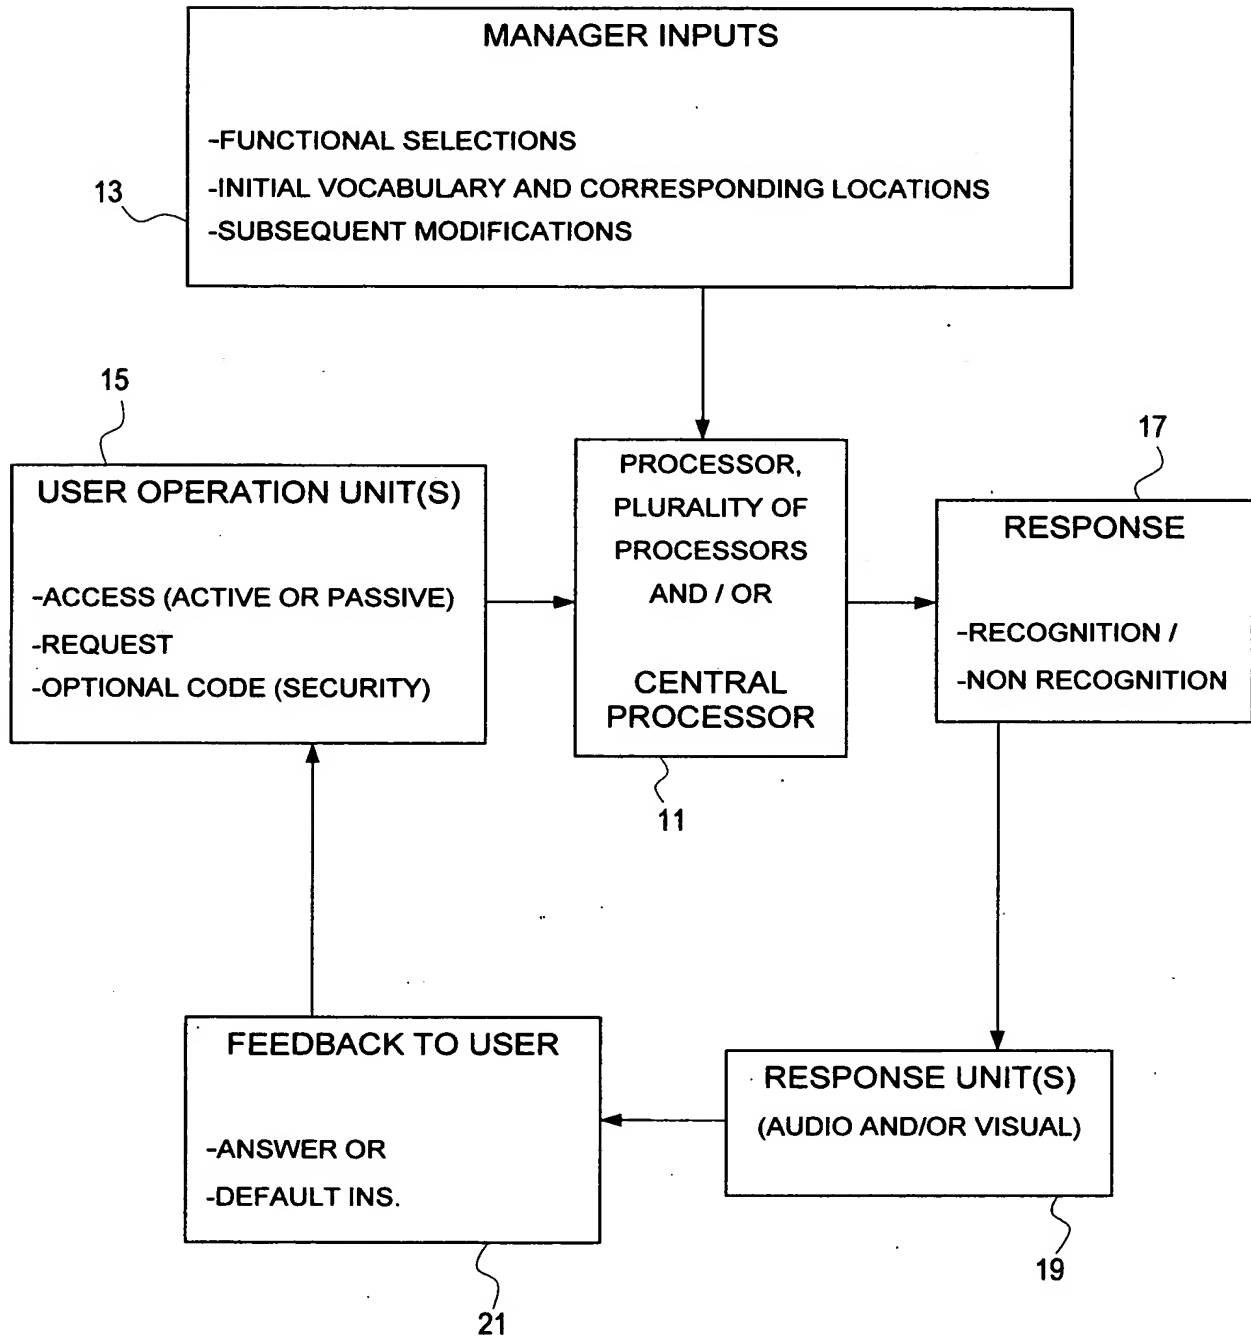 MANAGER INPUTS
-FUNCTIONAL SELECTIONS
-INITIAL VOCABULARY AND CORRESPONDING LOCATIONS
-SUBSEQUENT MODIFICATIONS
13
15
USER OPERATION UNIT(S)
-ACCESS (ACTIVE OR PASSIVE)
-REQUEST
-OPTIONAL CODE (SECURITY)
PROCESSOR,
PLURALITY OF
PROCESSORS
AND / OR
CENTRAL
PROCESSOR
11
17
RESPONSE
-RECOGNITION /
-NON RECOGNITION
FEEDBACK TO USER
-ANSWER OR
-DEFAULT INS.
21
RESPONSE UNIT(S)
(AUDIO AND/OR VISUAL)
19